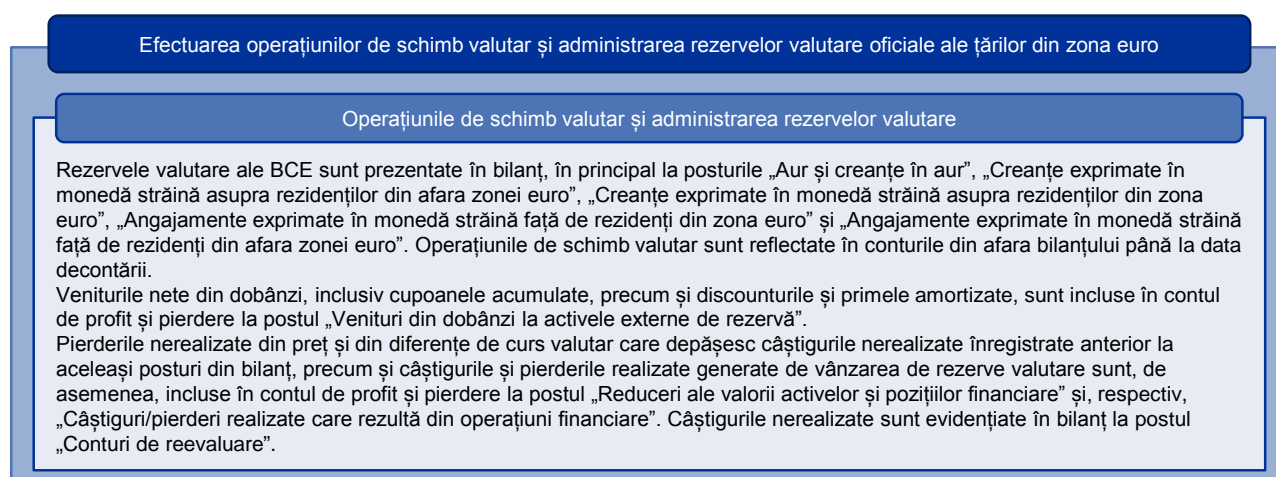 Efectuarea operațiunilor de schimb valutar și administrarea rezervelor valutare oficiale ale țărilor din zona euro
Operațiunile de schimb valutar și administrarea rezervelor valutare
Rezervele valutare ale BCE sunt prezentate în bilanț, în principal la posturile „Aur și creanțe în aur”, „Creanțe exprimate în
monedă străină asupra rezidenților din afara zonei euro”, „Creanțe exprimate în monedă străină asupra rezidenților din zona
euro”, „Angajamente exprimate în monedă străină față de rezidenți din zona euro” și „Angajamente exprimate în monedă străină
față de rezidenți din afara zonei euro”. Operațiunile de schimb valutar sunt reflectate în conturile din afara bilanțului până la data
decontării.
Veniturile nete din dobânzi, inclusiv cupoanele acumulate, precum și discounturile și primele amortizate, sunt incluse în contul
de profit și pierdere la postul „Venituri din dobânzi la activele externe de rezervă”.
Pierderile nerealizate din preț și din diferențe de curs valutar care depășesc câștigurile nerealizate înregistrate anterior la
aceleași posturi din bilanț, precum și câștigurile și pierderile realizate generate de vânzarea de rezerve valutare sunt, de
asemenea, incluse în contul de profit și pierdere la postul „Reduceri ale valorii activelor și pozițiilor financiare” și, respectiv,
„Câștiguri/pierderi realizate care rezultă din operațiuni financiare”. Câștigurile nerealizate sunt evidențiate în bilanț la postul
„Conturi de reevaluare”.